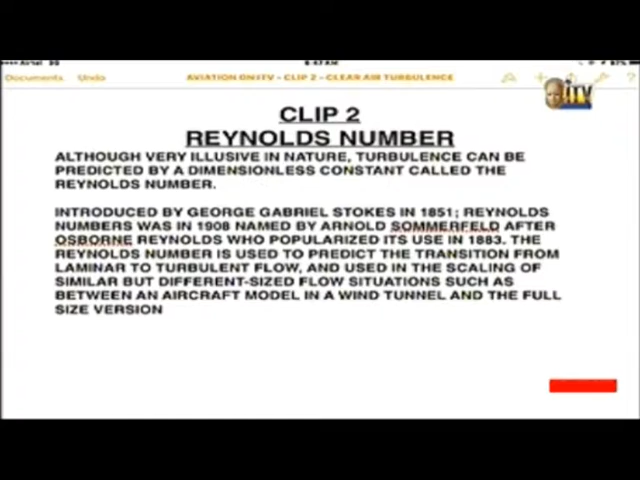 Documents Undo AVIATION ON ITV - CLIP 2 - CLEAR AIR TURBULENCE
iTV
CLIP 2
REYNOLDS NUMBER
ALTHOUGH VERY ILLUSIVE IN NATURE, TURBULENCE CAN BE
PREDICTED BY A DIMENSIONLESS CONSTANT CALLED THE
REYNOLDS NUMBER.
INTRODUCED BY GEORGE GABRIEL STOKES IN 1851; REYNOLDS
NUMBERS WAS IN 1908 NAMED BY ARNOLD SOMMERFELD AFTER
OSBORNE REYNOLDS WHO POPULARIZED ITS USE IN 1883. THE
REYNOLDS NUMBER IS USED TO PREDICT THE TRANSITION FROM
LAMINAR TO TURBULENT FLOW, AND USED IN THE SCALING OF
SIMILAR BUT DIFFERENT-SIZED FLOW SITUATIONS SUCH AS
BETWEEN AN AIRCRAFT MODEL IN A WIND TUNNEL AND THE FULL
SIZE VERSION